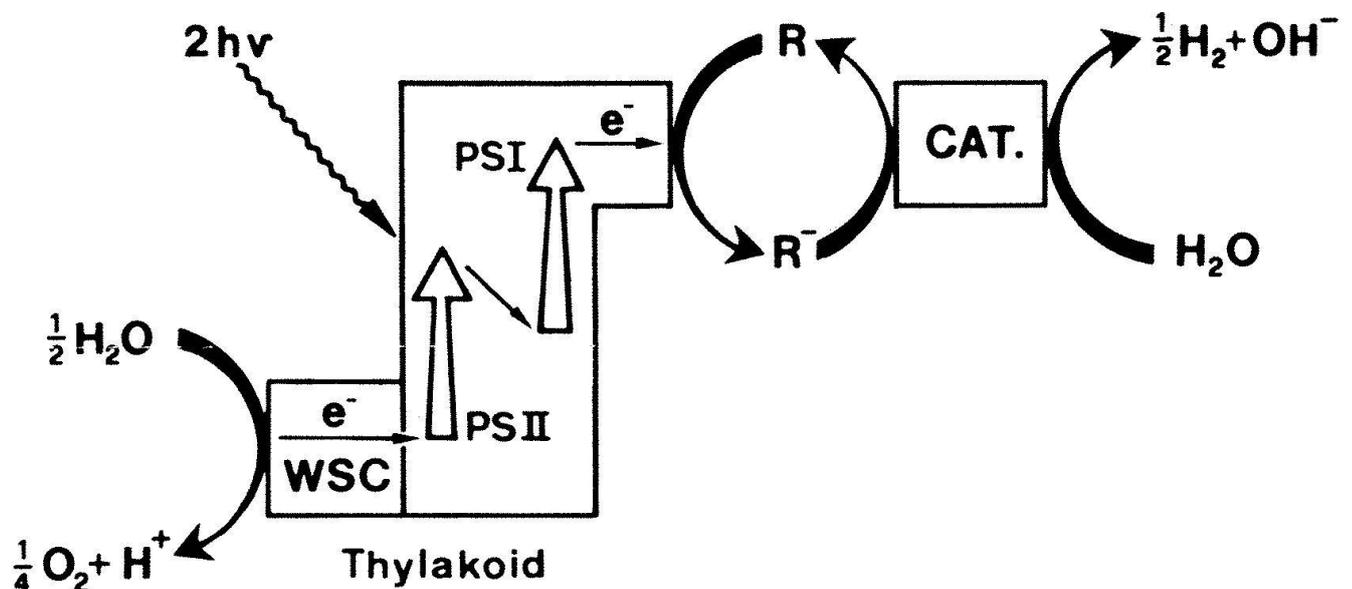 2hν
R
½H₂+OH⁻
e⁻
PSI
CAT.
R⁻
H₂O
½H₂O
e⁻
PSII
WSC
¼O₂+ H⁺
Thylakoid